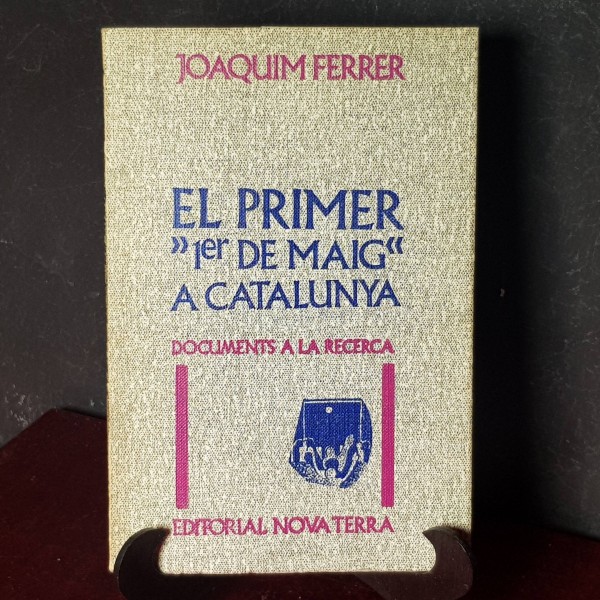 JOAQUIM FERRER
EL PRIMER
”1er DE MAIG“
A CATALUNYA
DOCUMENTS A LA RECERCA
EDITORIAL NOVA TERRA